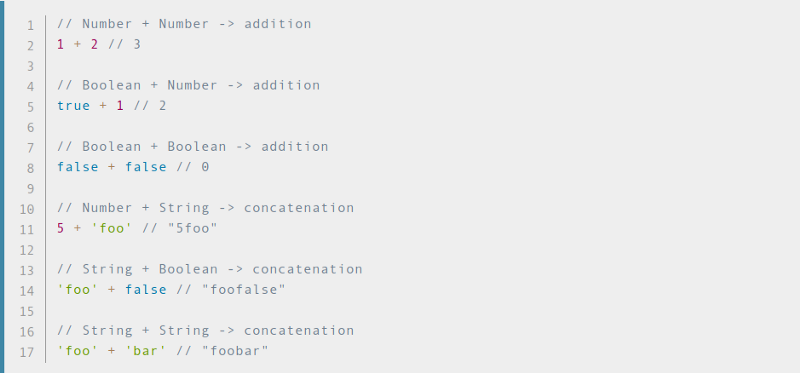 1 // Number + Number -> addition
2 1 + 2 // 3
3
4 // Boolean + Number -> addition
5 true + 1 // 2
6
7 // Boolean + Boolean -> addition
8 false + false // 0
9
10 // Number + String -> concatenation
11 5 + 'foo' // "5foo"
12
13 // String + Boolean -> concatenation
14 'foo' + false // "foofalse"
15
16 // String + String -> concatenation
17 'foo' + 'bar' // "foobar"